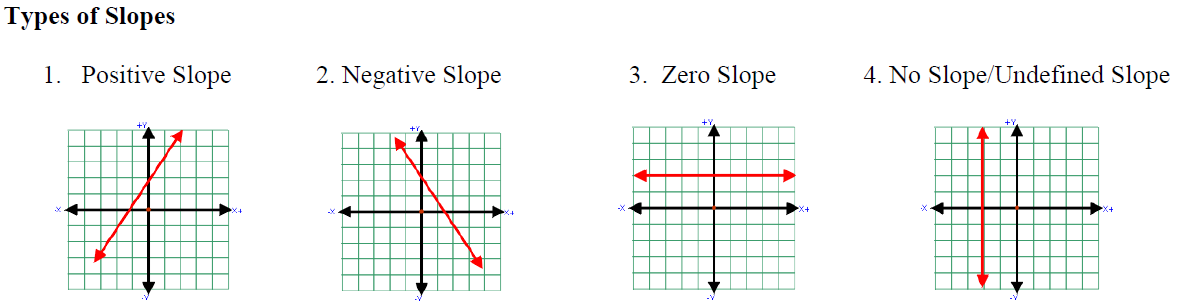 Types of Slopes
1. Positive Slope
2. Negative Slope
3. Zero Slope
4. No Slope/Undefined Slope
+Y
-X
X+
-Y
+Y
-X
X+
-Y
+Y
-X
X+
-Y
+Y
-X
X+
-Y